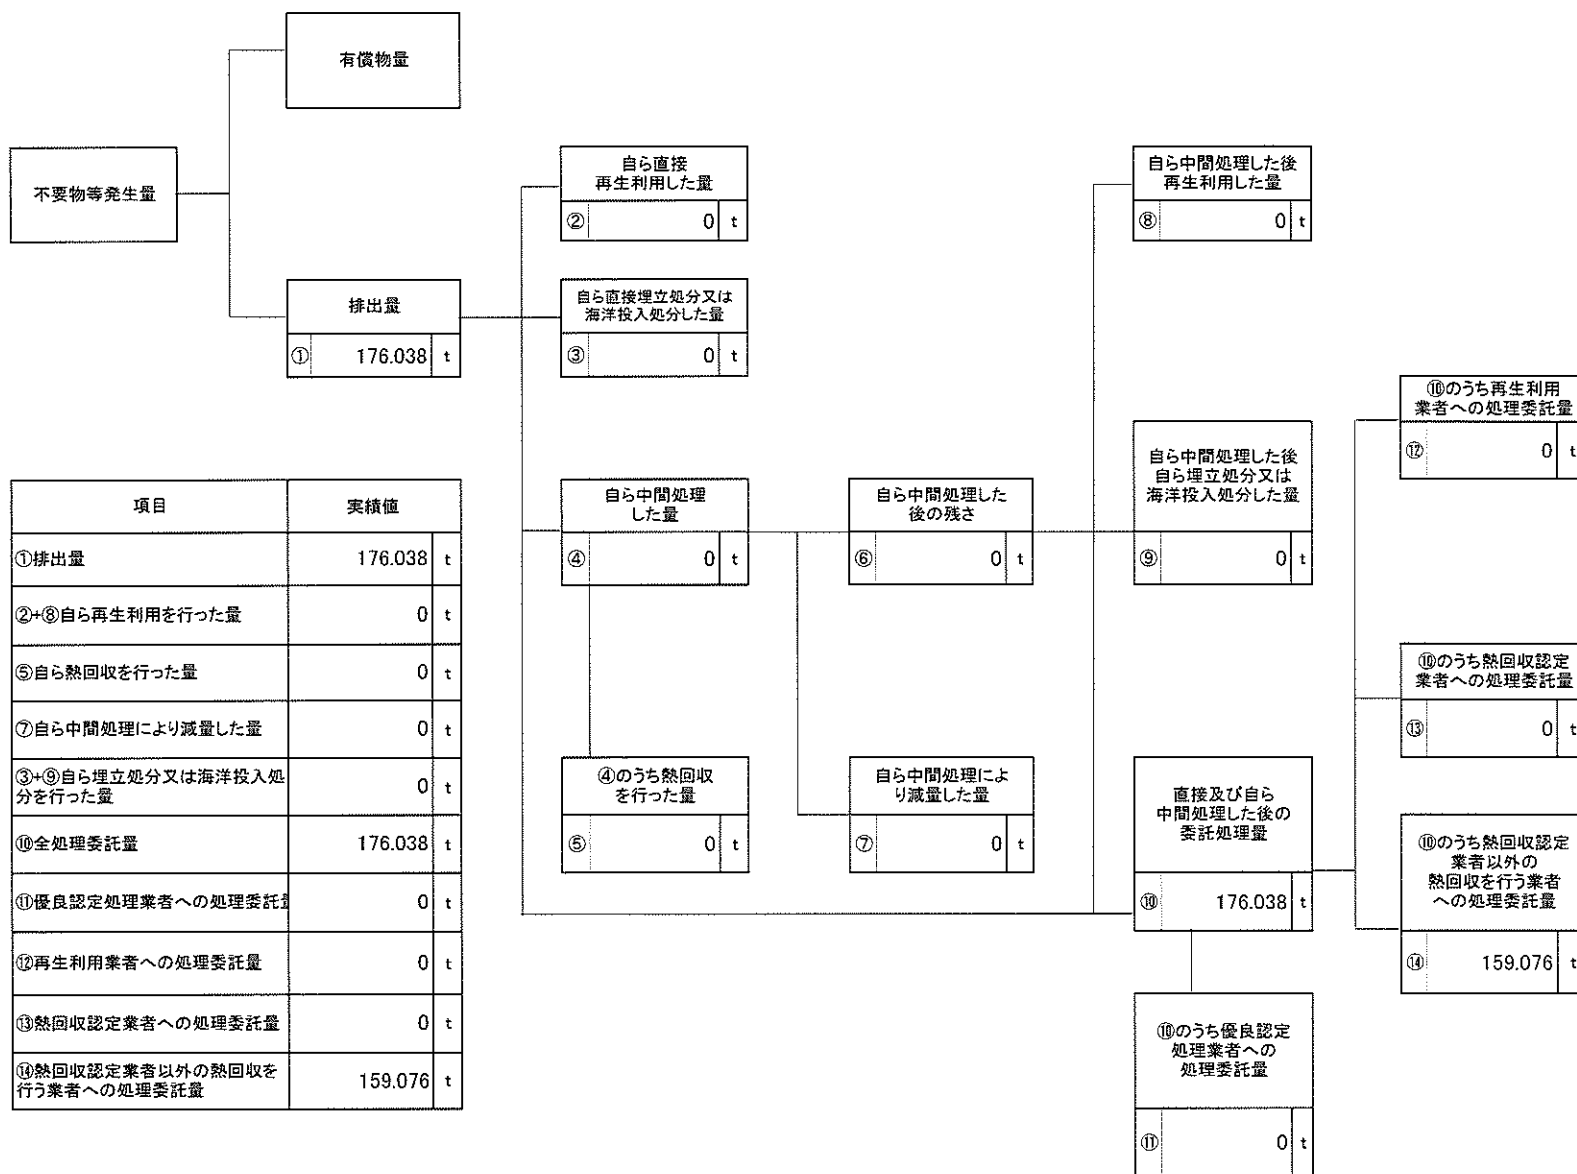 有償物量
不要物等発生量
排出量
① 176.038 t
自ら直接
再生利用した量
② 0 t
自ら直接埋立処分又は
海洋投入処分した量
③ 0 t
自ら中間処理
した量
④ 0 t
④のうち熱回収
を行った量
⑤ 0 t
自ら中間処理した
後の残さ
⑥ 0 t
自ら中間処理によ
り減量した量
⑦ 0 t
自ら中間処理した後
再生利用した量
⑧ 0 t
自ら中間処理した後
自ら埋立処分又は
海洋投入処分した量
⑨ 0 t
直接及び自ら
中間処理した後の
委託処理量
⑩ 176.038 t
⑩のうち優良認定
処理業者への
処理委託量
⑪ 0 t
⑩のうち再生利用
業者への処理委託量
⑫ 0 t
⑩のうち熱回収認定
業者への処理委託量
⑬ 0 t
⑩のうち熱回収認定
業者以外の
熱回収を行う業者
への処理委託量
⑭ 159.076 t
項目 実績値
①排出量 176.038 t
②+⑧自ら再生利用を行った量 0 t
⑤自ら熱回収を行った量 0 t
⑦自ら中間処理により減量した量 0 t
③+⑨自ら埋立処分又は海洋投入処
分を行った量 0 t
⑩全処理委託量 176.038 t
⑪優良認定処理業者への処理委託量 0 t
⑫再生利用業者への処理委託量 0 t
⑬熱回収認定業者への処理委託量 0 t
⑭熱回収認定業者以外の熱回収を
行う業者への処理委託量 159.076 t